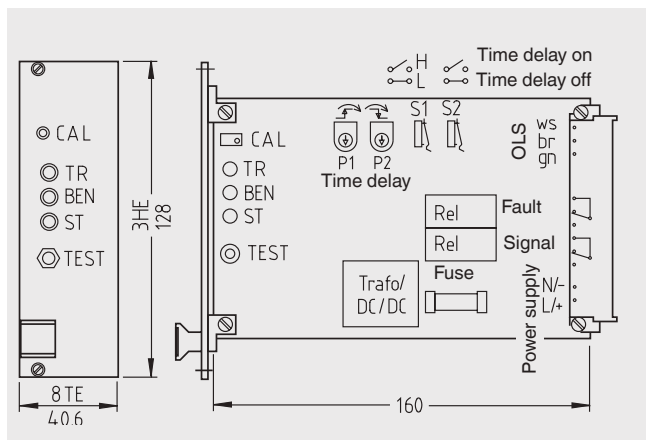 CAL
TR
BEN
ST
TEST
3HE
128
8 TE
40.6
H
L
Time delay on
Time delay off
S1 S2
P1 P2
Time delay
CAL
TR
BEN
ST
TEST
OLS
ws
br
gn
Rel Fault
Rel Signal
Trafo/
DC/DC
Fuse
Power supply
N/-
L/+
160